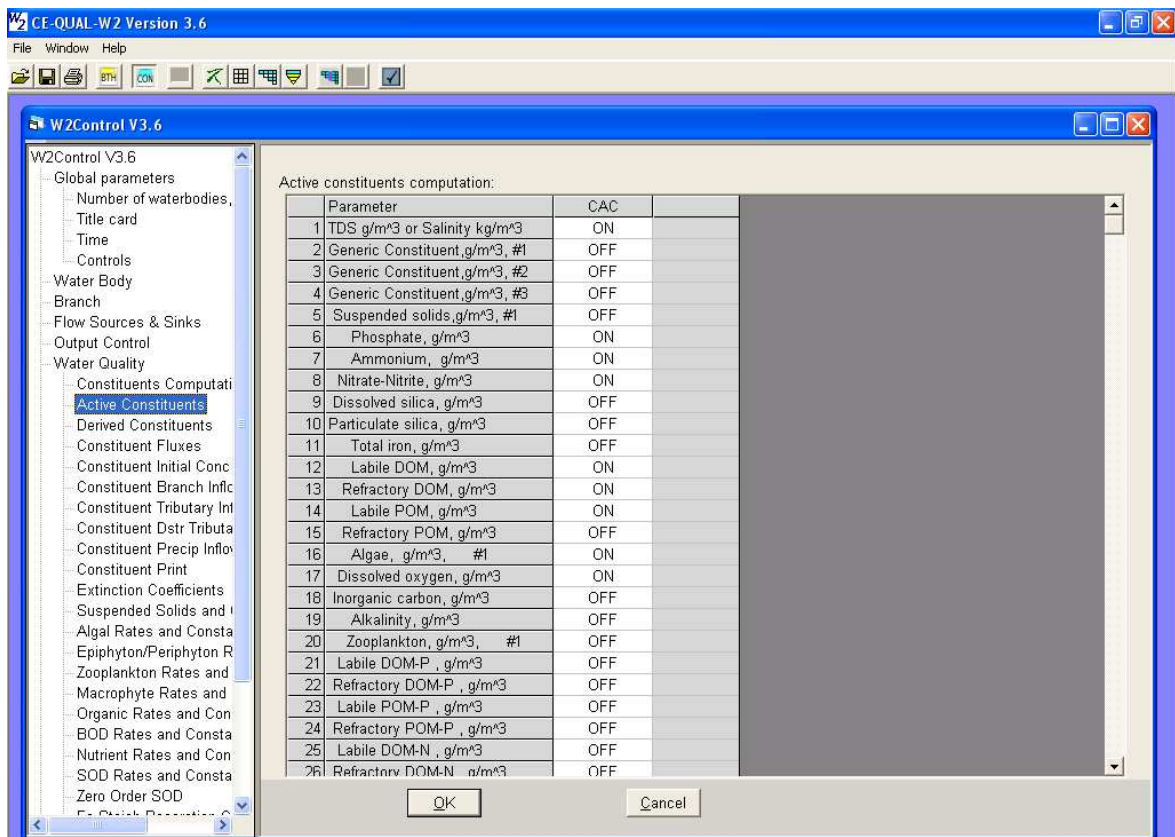 W2 CE-QUAL-W2 Version 3.6
File Window Help
BTH CON
W2Control V3.6
W2Control V3.6
Global parameters
Number of waterbodies,
Title card
Time
Controls
Water Body
Branch
Flow Sources & Sinks
Output Control
Water Quality
Constituents Computati
Active Constituents
Derived Constituents
Constituent Fluxes
Constituent Initial Conc
Constituent Branch Inflc
Constituent Tributary Inf
Constituent Dstr Tributa
Constituent Precip Inflov
Constituent Print
Extinction Coefficients
Suspended Solids and
Algal Rates and Consta
Epiphyton/Periphyton R
Zooplankton Rates and
Macrophyte Rates and
Organic Rates and Con
BOD Rates and Consta
Nutrient Rates and Con
SOD Rates and Consta
Zero Order SOD
Active constituents computation:
Parameter CAC
1 TDS g/m^3 or Salinity kg/m^3 ON
2 Generic Constituent,g/m^3, #1 OFF
3 Generic Constituent,g/m^3, #2 OFF
4 Generic Constituent,g/m^3, #3 OFF
5 Suspended solids,g/m^3, #1 OFF
6 Phosphate, g/m^3 ON
7 Ammonium, g/m^3 ON
8 Nitrate-Nitrite, g/m^3 ON
9 Dissolved silica, g/m^3 OFF
10 Particulate silica, g/m^3 OFF
11 Total iron, g/m^3 OFF
12 Labile DOM, g/m^3 ON
13 Refractory DOM, g/m^3 ON
14 Labile POM, g/m^3 ON
15 Refractory POM, g/m^3 OFF
16 Algae, g/m^3, #1 ON
17 Dissolved oxygen, g/m^3 ON
18 Inorganic carbon, g/m^3 OFF
19 Alkalinity, g/m^3 OFF
20 Zooplankton, g/m^3, #1 OFF
21 Labile DOM-P , g/m^3 OFF
22 Refractory DOM-P , g/m^3 OFF
23 Labile POM-P , g/m^3 OFF
24 Refractory POM-P , g/m^3 OFF
25 Labile DOM-N , g/m^3 OFF
26 Refractory DOM-N , g/m^3 OFF
OK Cancel